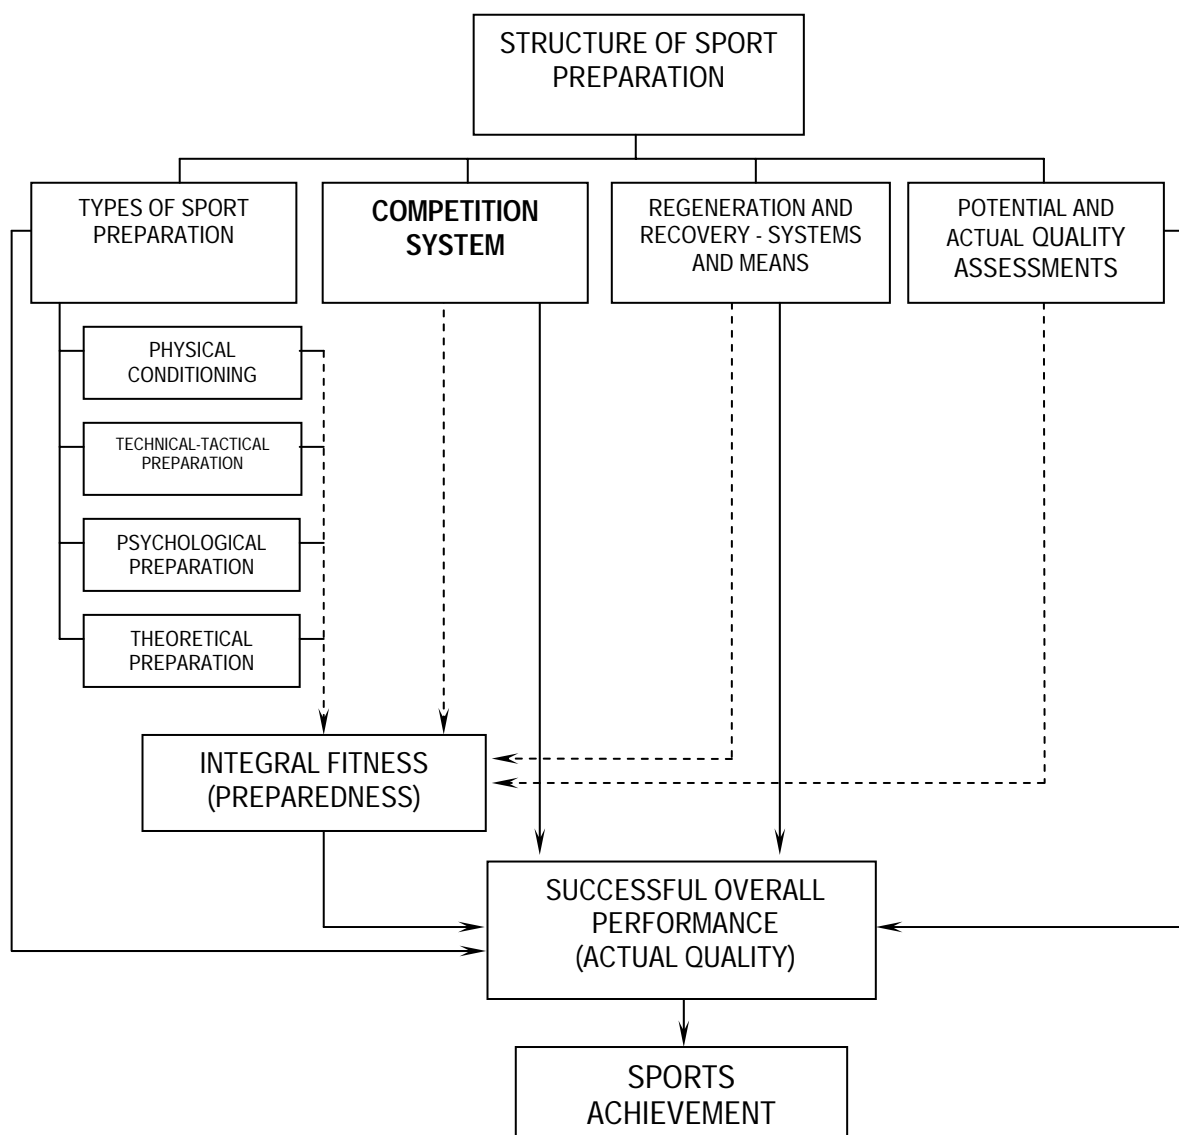 STRUCTURE OF SPORT
PREPARATION
TYPES OF SPORT
PREPARATION
COMPETITION
SYSTEM
REGENERATION AND
RECOVERY - SYSTEMS
AND MEANS
POTENTIAL AND
ACTUAL QUALITY
ASSESSMENTS
PHYSICAL
CONDITIONING
TECHNICAL-TACTICAL
PREPARATION
PSYCHOLOGICAL
PREPARATION
THEORETICAL
PREPARATION
INTEGRAL FITNESS
(PREPAREDNESS)
SUCCESSFUL OVERALL
PERFORMANCE
(ACTUAL QUALITY)
SPORTS
ACHIEVEMENT